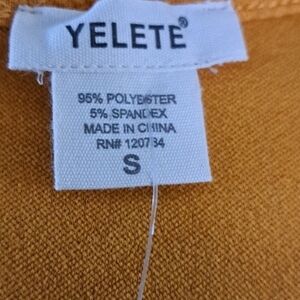 YELETE®
95% POLYESTER
5% SPANDEX
MADE IN CHINA
RN# 120734
S